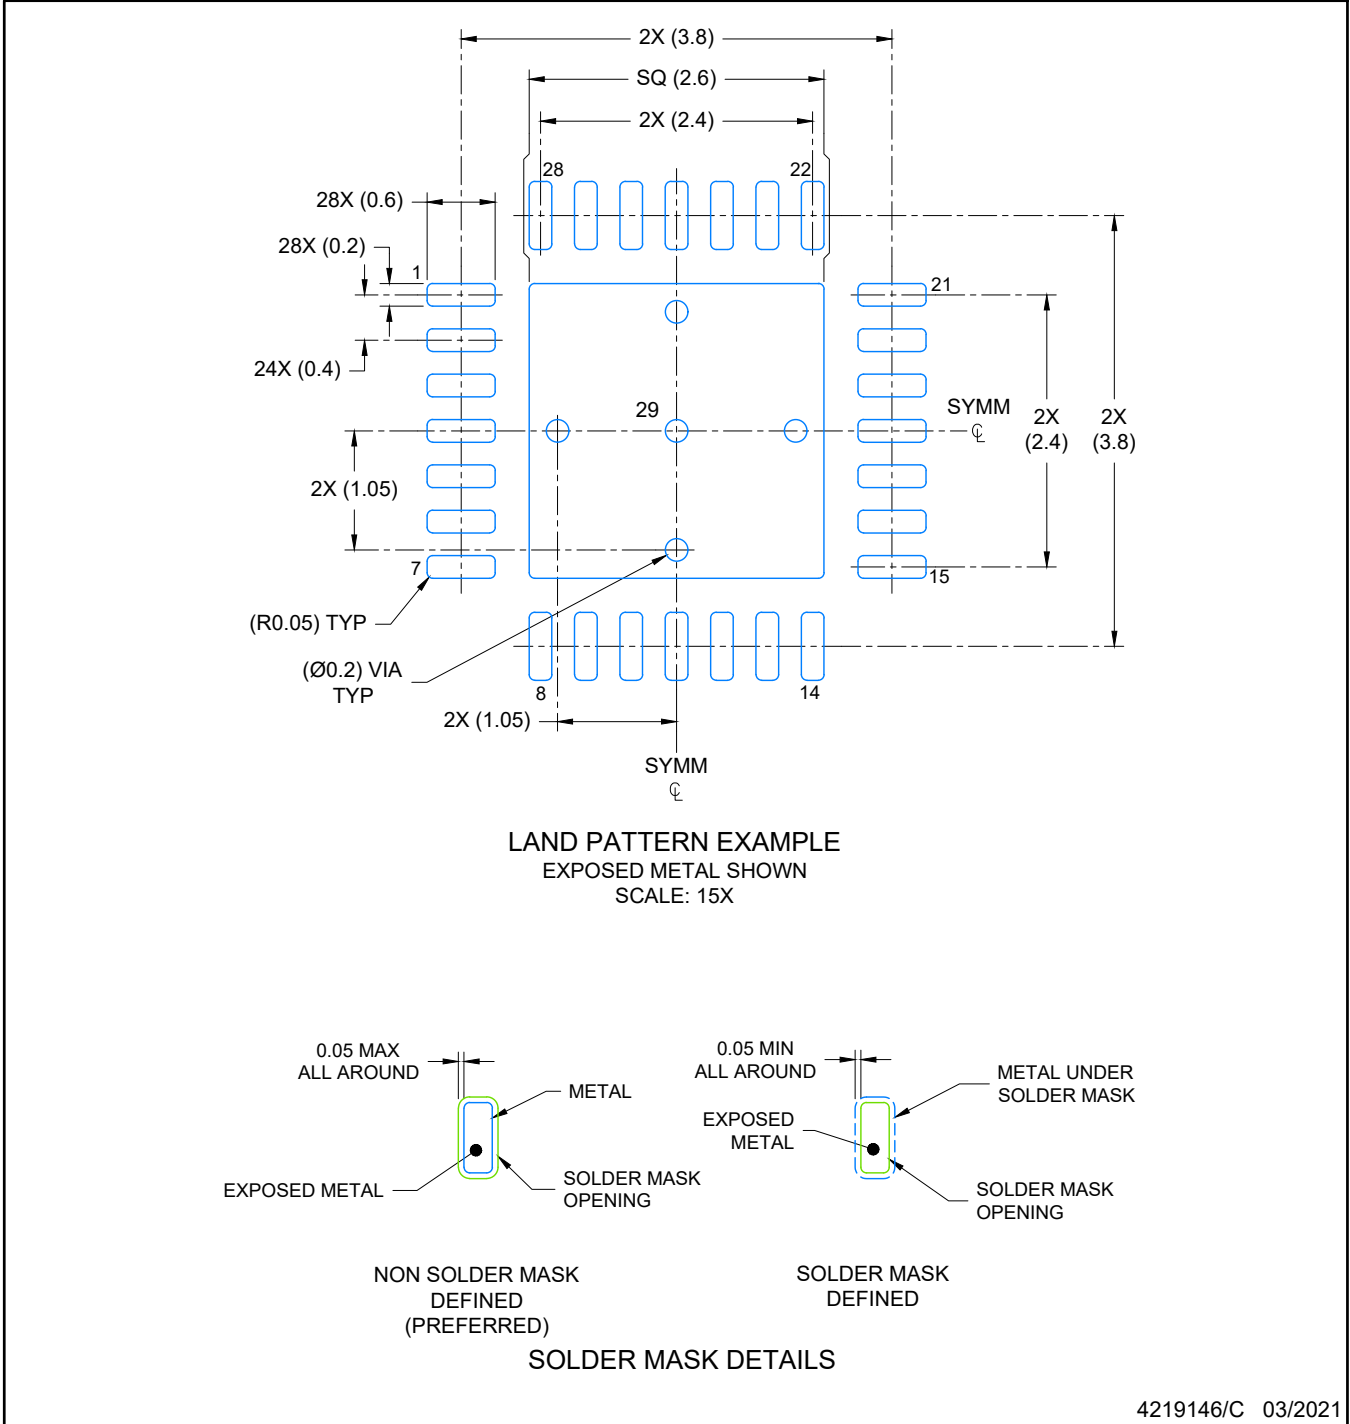 2X (3.8)
SQ (2.6)
2X (2.4)
28
22
28X (0.6)
28X (0.2)
1
21
24X (0.4)
29
SYMM
℄
2X
(2.4)
2X
(3.8)
2X (1.05)
7
15
(R0.05) TYP
(Ø0.2) VIA
TYP
8
14
2X (1.05)
SYMM
℄
LAND PATTERN EXAMPLE
EXPOSED METAL SHOWN
SCALE: 15X
0.05 MAX
ALL AROUND
METAL
EXPOSED METAL
SOLDER MASK
OPENING
NON SOLDER MASK
DEFINED
(PREFERRED)
0.05 MIN
ALL AROUND
METAL UNDER
SOLDER MASK
EXPOSED
METAL
SOLDER MASK
OPENING
SOLDER MASK
DEFINED
SOLDER MASK DETAILS
4219146/C 03/2021